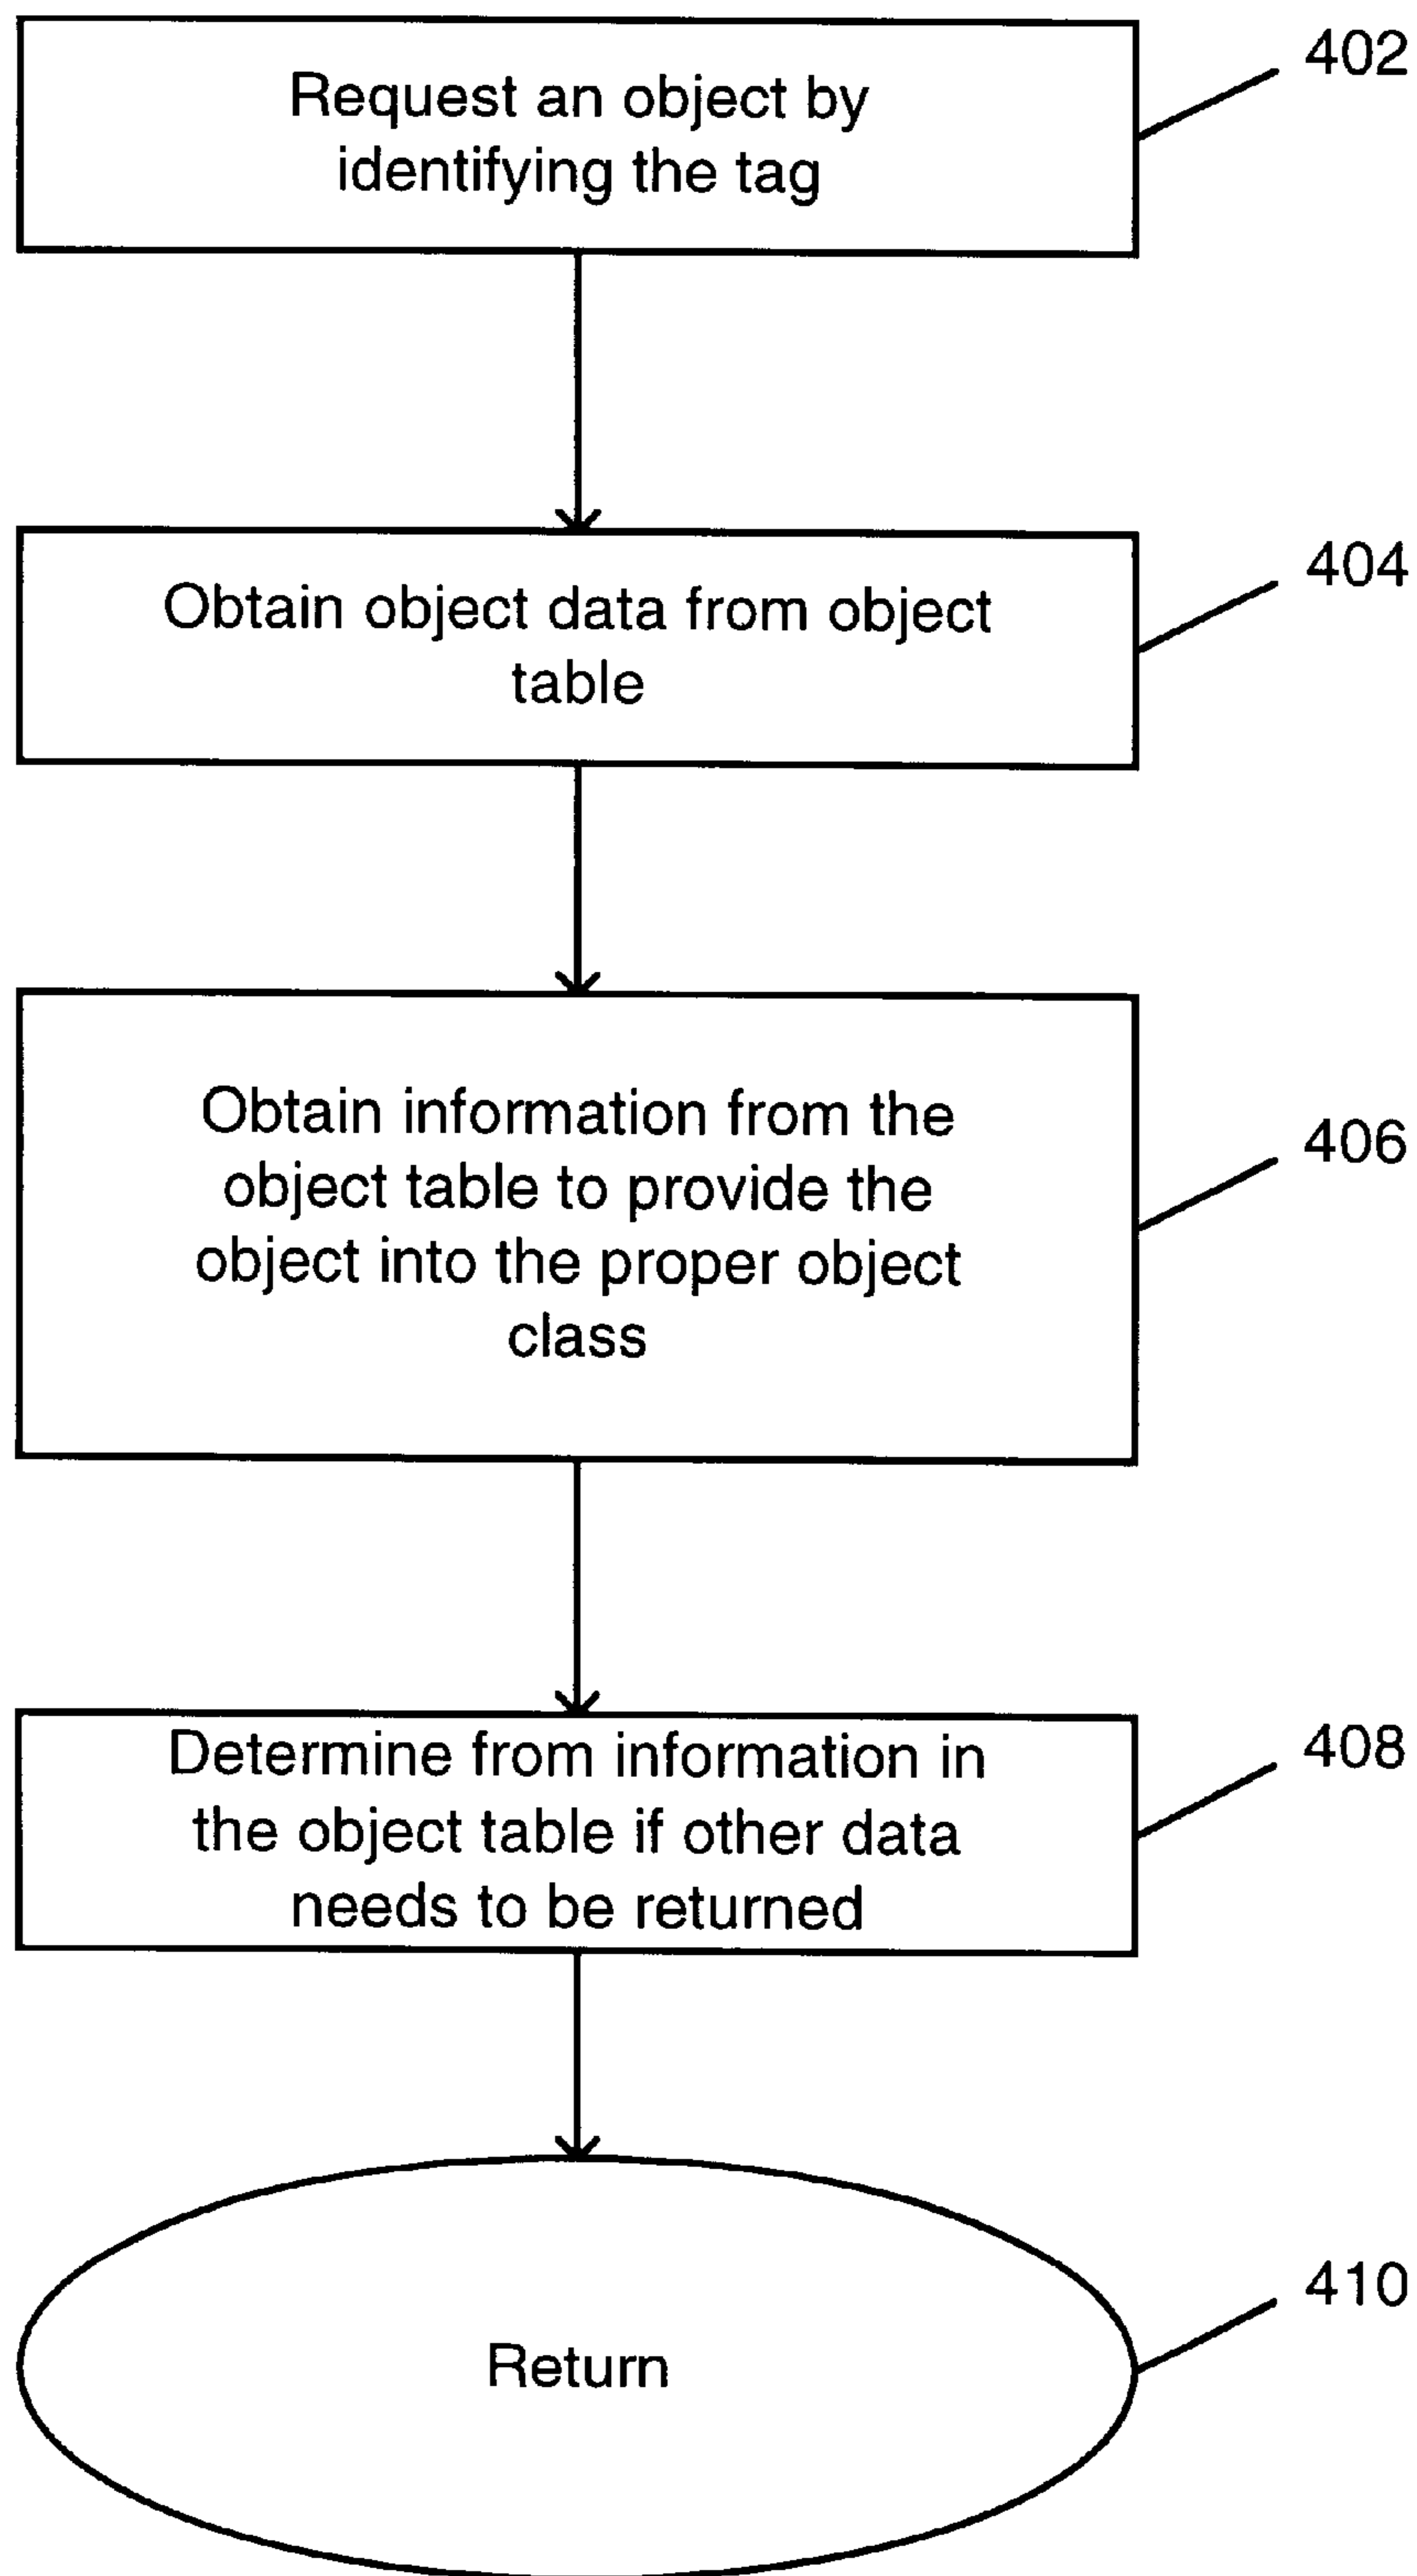 402
Request an object by
identifying the tag
404
Obtain object data from object
table
406
Obtain information from the
object table to provide the
object into the proper object
class
408
Determine from information in
the object table if other data
needs to be returned
410
Return